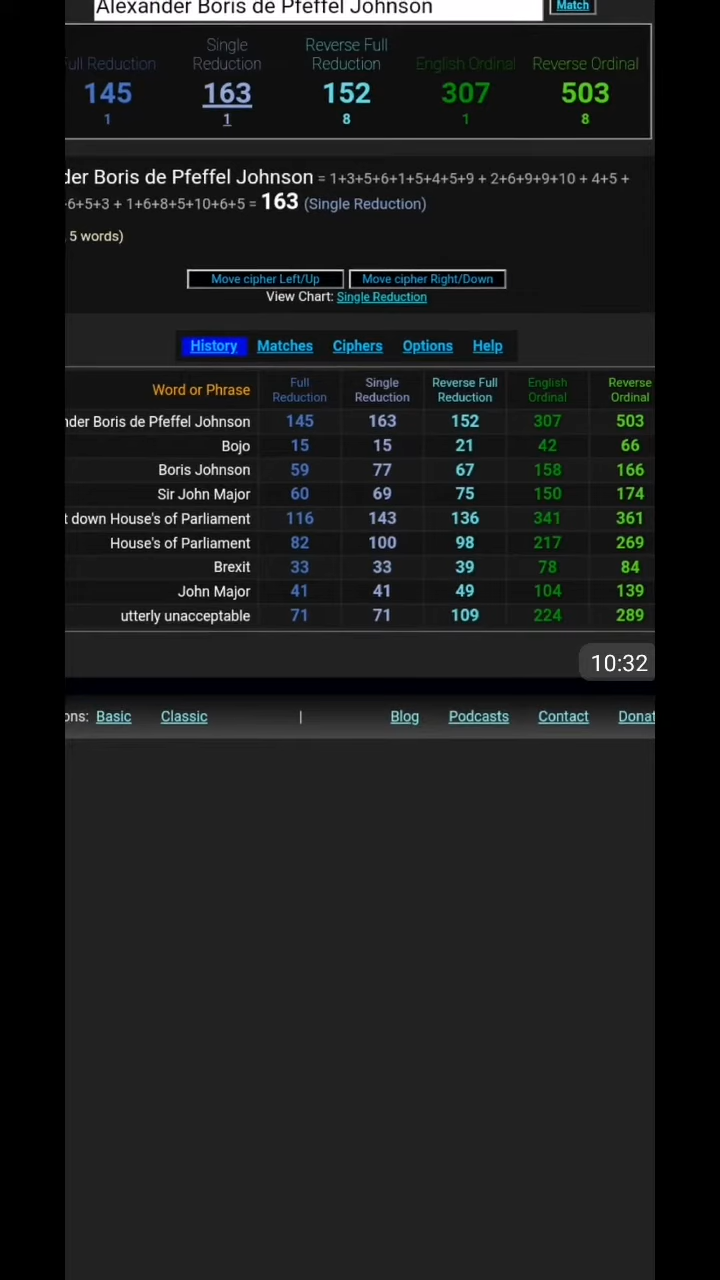 Alexander Boris de Pfeffel Johnson Match
Full Reduction Single Reduction Reverse Full Reduction English Ordinal Reverse Ordinal
145 163 152 307 503
1 1 8 1 8
der Boris de Pfeffel Johnson = 1+3+5+6+1+5+4+5+9 + 2+6+9+9+10 + 4+5 +
6+5+3 + 1+6+8+5+10+6+5 = 163 (Single Reduction)
5 words)
Move cipher Left/Up Move cipher Right/Down
View Chart: Single Reduction
History Matches Ciphers Options Help
Word or Phrase Full Reduction Single Reduction Reverse Full Reduction English Ordinal Reverse Ordinal
nder Boris de Pfeffel Johnson 145 163 152 307 503
Bojo 15 15 21 42 66
Boris Johnson 59 77 67 158 166
Sir John Major 60 69 75 150 174
t down House's of Parliament 116 143 136 341 361
House's of Parliament 82 100 98 217 269
Brexit 33 33 39 78 84
John Major 41 41 49 104 139
utterly unacceptable 71 71 109 224 289
10:32
ons: Basic Classic | Blog Podcasts Contact Donat